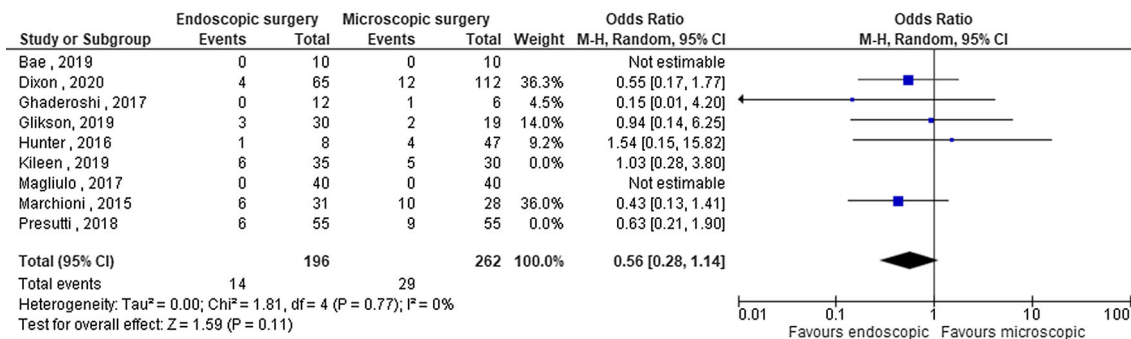 Endoscopic surgery Microscopic surgery Odds Ratio Odds Ratio
Study or Subgroup Events Total Events Total Weight M-H, Random, 95% CI M-H, Random, 95% CI
Bae, 2019 0 10 0 10 Not estimable
Dixon, 2020 4 65 12 112 36.3% 0.55 [0.17, 1.77]
Ghaderoshi, 2017 0 12 1 6 4.5% 0.15 [0.01, 4.20]
Glikson, 2019 3 30 2 19 14.0% 0.94 [0.14, 6.25]
Hunter, 2016 1 8 4 47 9.2% 1.54 [0.15, 15.82]
Kileen, 2019 6 35 5 30 0.0% 1.03 [0.28, 3.80]
Magliulo, 2017 0 40 0 40 Not estimable
Marchioni, 2015 6 31 10 28 36.0% 0.43 [0.13, 1.41]
Presutti, 2018 6 55 9 55 0.0% 0.63 [0.21, 1.90]
Total (95% CI) 196 262 100.0% 0.56 [0.28, 1.14]
Total events 14 29
Heterogeneity: Tau² = 0.00; Chi² = 1.81, df = 4 (P = 0.77); I² = 0%
Test for overall effect: Z = 1.59 (P = 0.11)
0.01 0.1 1 10 100
Favours endoscopic Favours microscopic